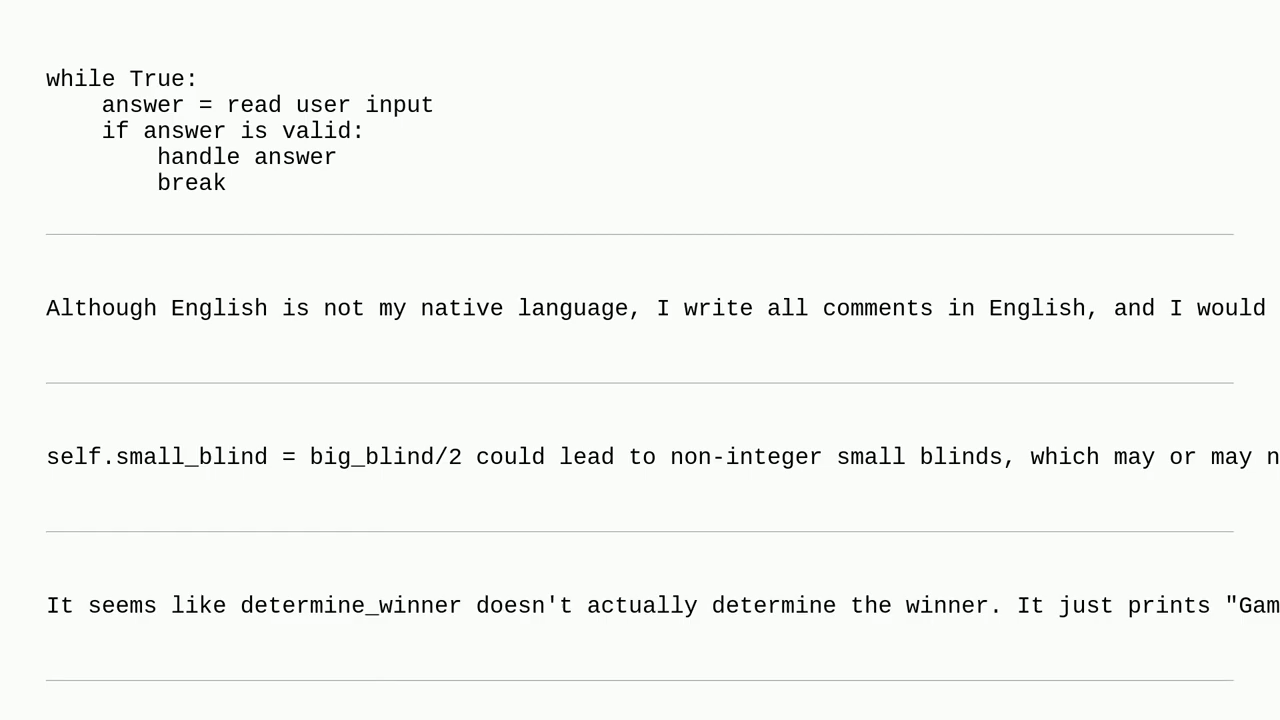 while True:
    answer = read user input
    if answer is valid:
        handle answer
        break
Although English is not my native language, I write all comments in English, and I would
self.small_blind = big_blind/2 could lead to non-integer small blinds, which may or may
It seems like determine_winner doesn't actually determine the winner. It just prints